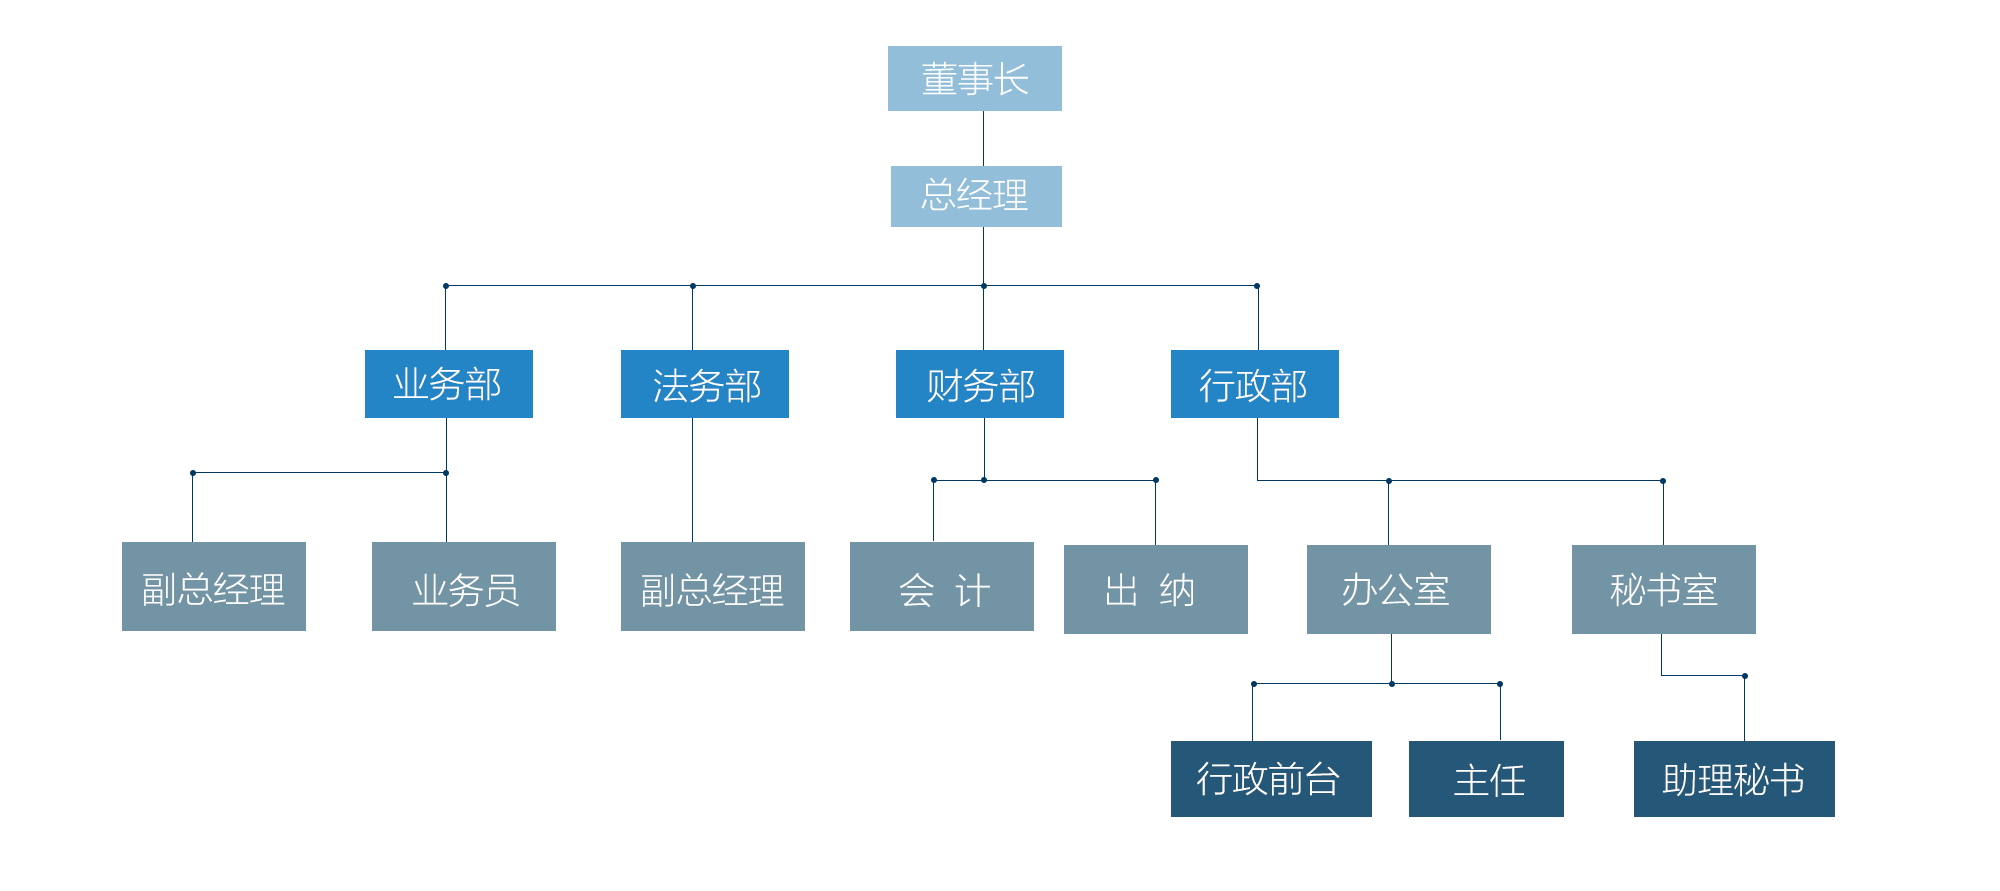 董事长
总经理
业务部
法务部
财务部
行政部
副总经理
业务员
副总经理
会 计
出 纳
办公室
秘书室
行政前台
主任
助理秘书